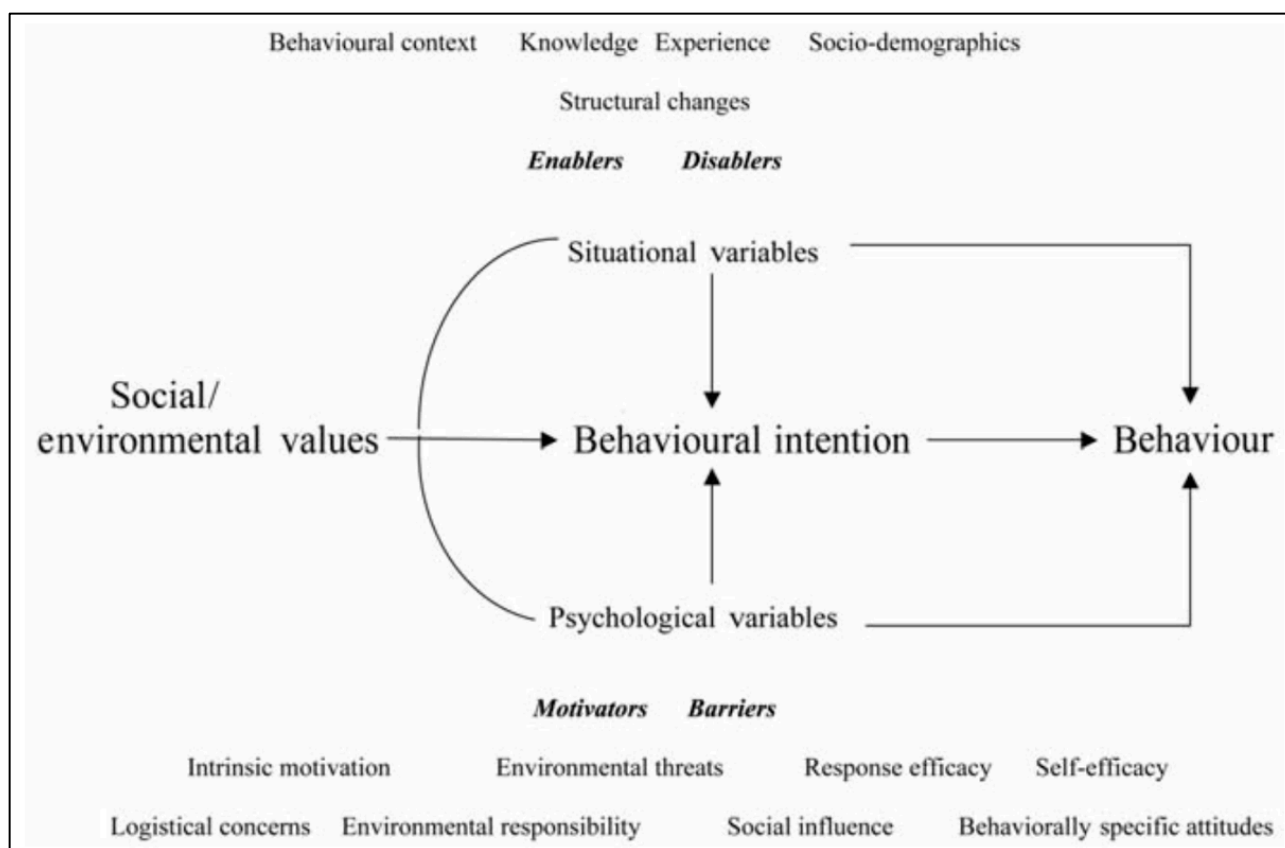 Behavioural context Knowledge Experience Socio-demographics
Structural changes
Enablers Disablers
Situational variables
Social/
environmental values Behavioural intention Behaviour
Psychological variables
Motivators Barriers
Intrinsic motivation Environmental threats Response efficacy Self-efficacy
Logistical concerns Environmental responsibility Social influence Behaviorally specific attitudes